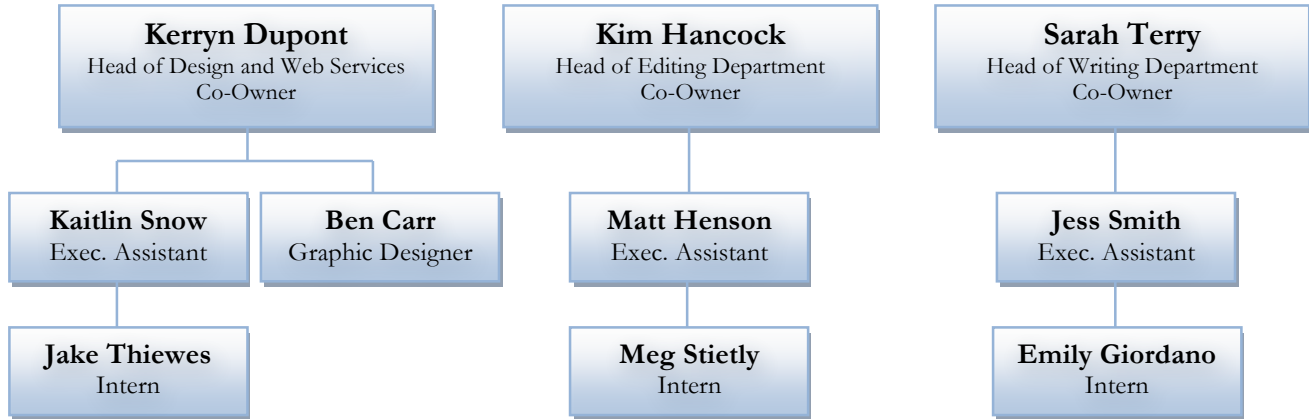 Kerryn Dupont
Head of Design and Web Services
Co-Owner
Kim Hancock
Head of Editing Department
Co-Owner
Sarah Terry
Head of Writing Department
Co-Owner
Kaitlin Snow
Exec. Assistant
Ben Carr
Graphic Designer
Matt Henson
Exec. Assistant
Jess Smith
Exec. Assistant
Jake Thiewes
Intern
Meg Stietly
Intern
Emily Giordano
Intern